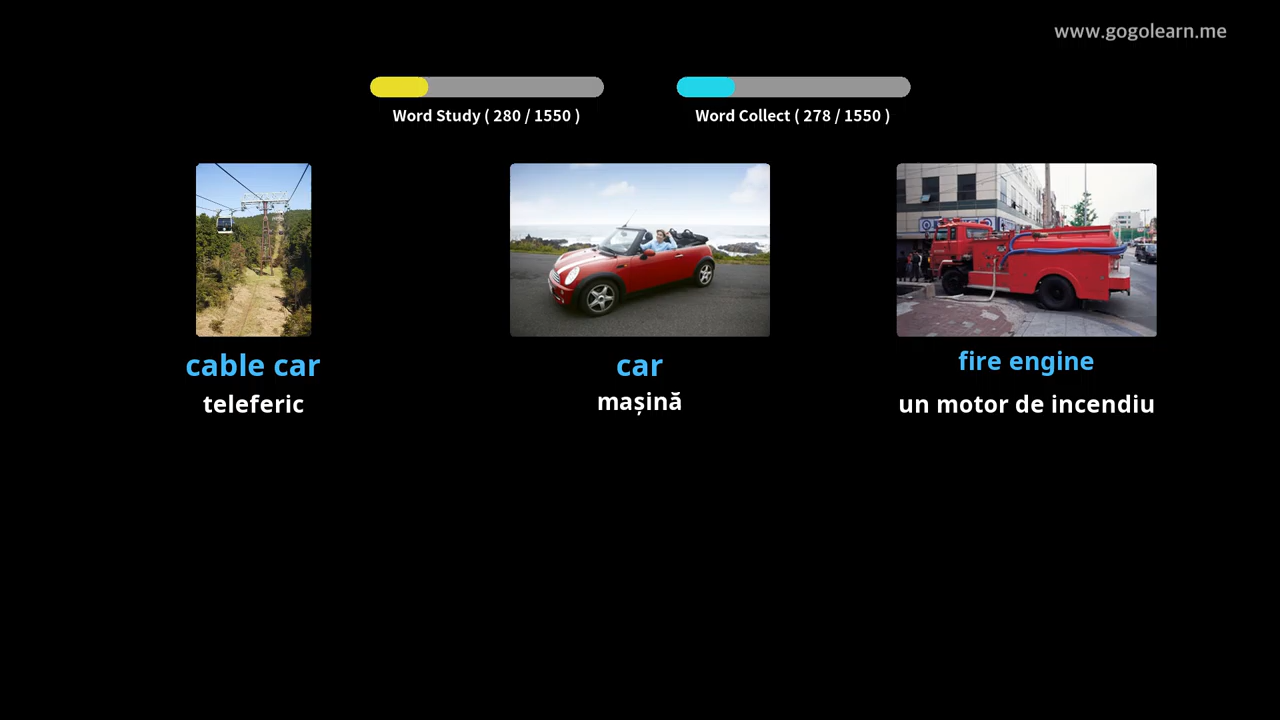 www.gogolearn.me
Word Study ( 280 / 1550 )
Word Collect ( 278 / 1550 )
cable car
car
fire engine
teleferic
mașină
un motor de incendiu